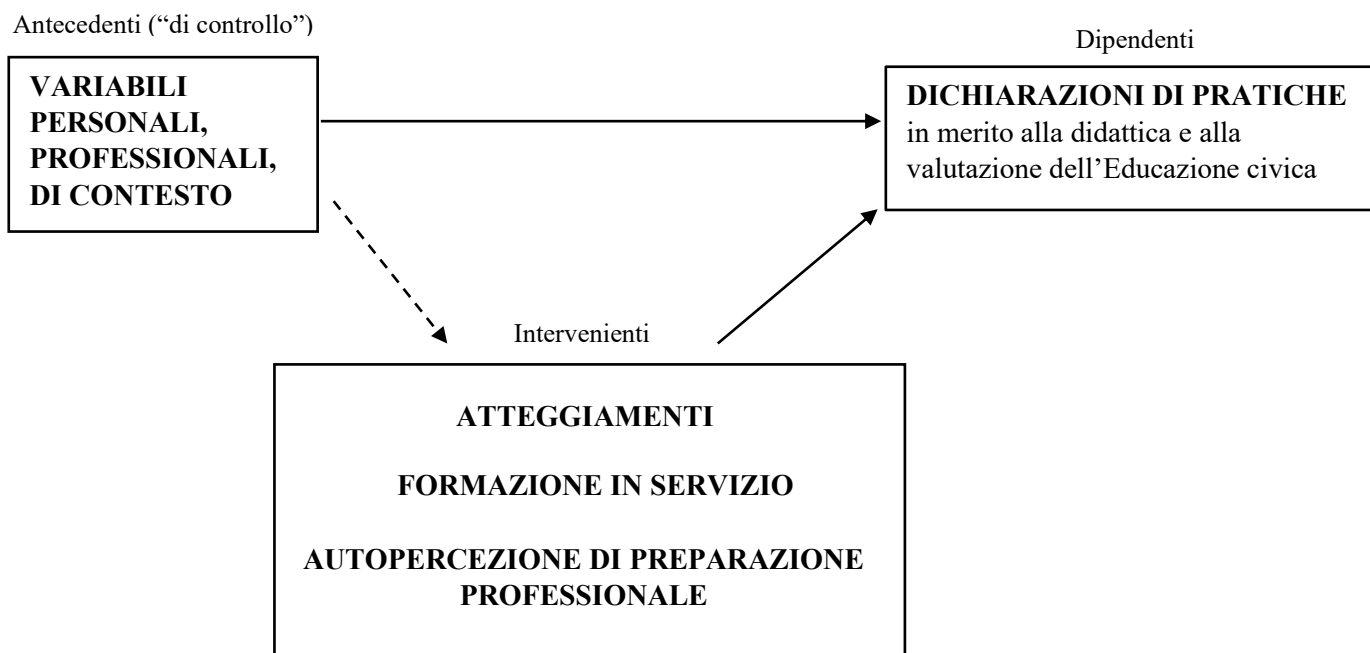 Antecedenti (“di controllo”)
VARIABILI
PERSONALI,
PROFESSIONALI,
DI CONTESTO
Dipendenti
DICHIARAZIONI DI PRATICHE
in merito alla didattica e alla
valutazione dell’Educazione civica
Intervenienti
ATTEGGIAMENTI
FORMAZIONE IN SERVIZIO
AUTOPERCEZIONE DI PREPARAZIONE
PROFESSIONALE